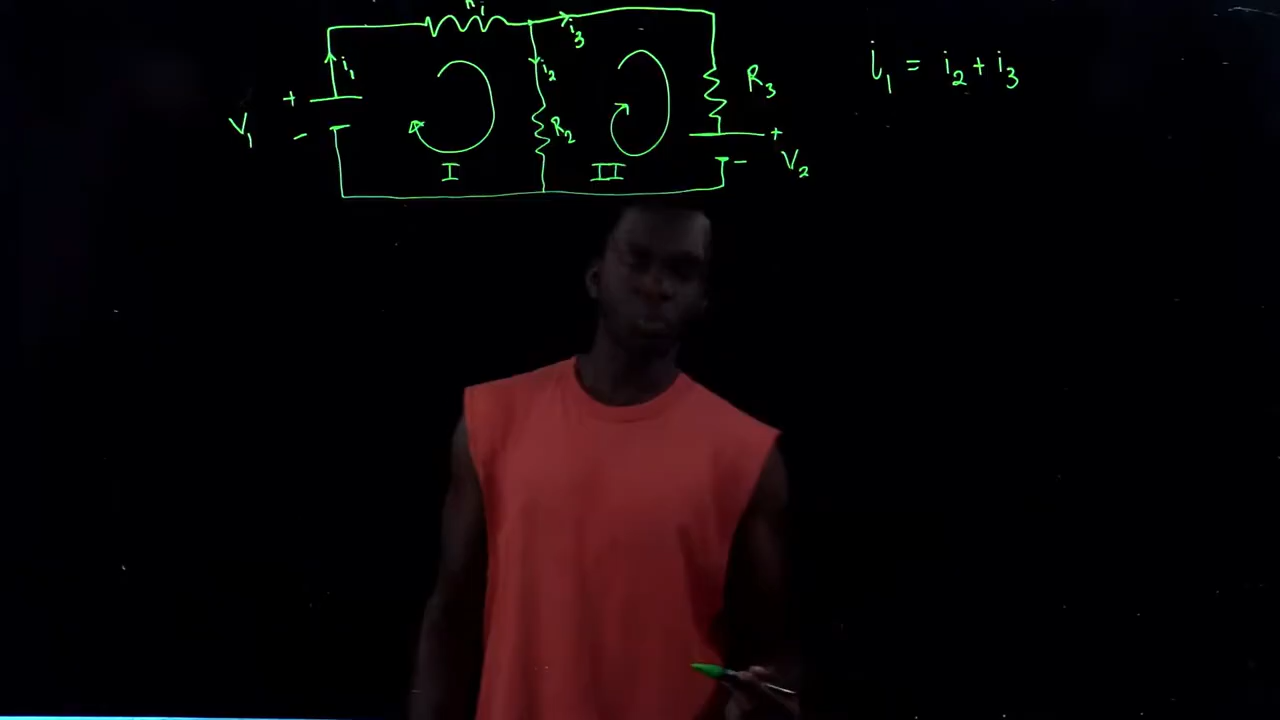 R1
i3
i1
i2
i1 = i2 + i3
+
V1
-
R2
R3
+
-
V2
I
II